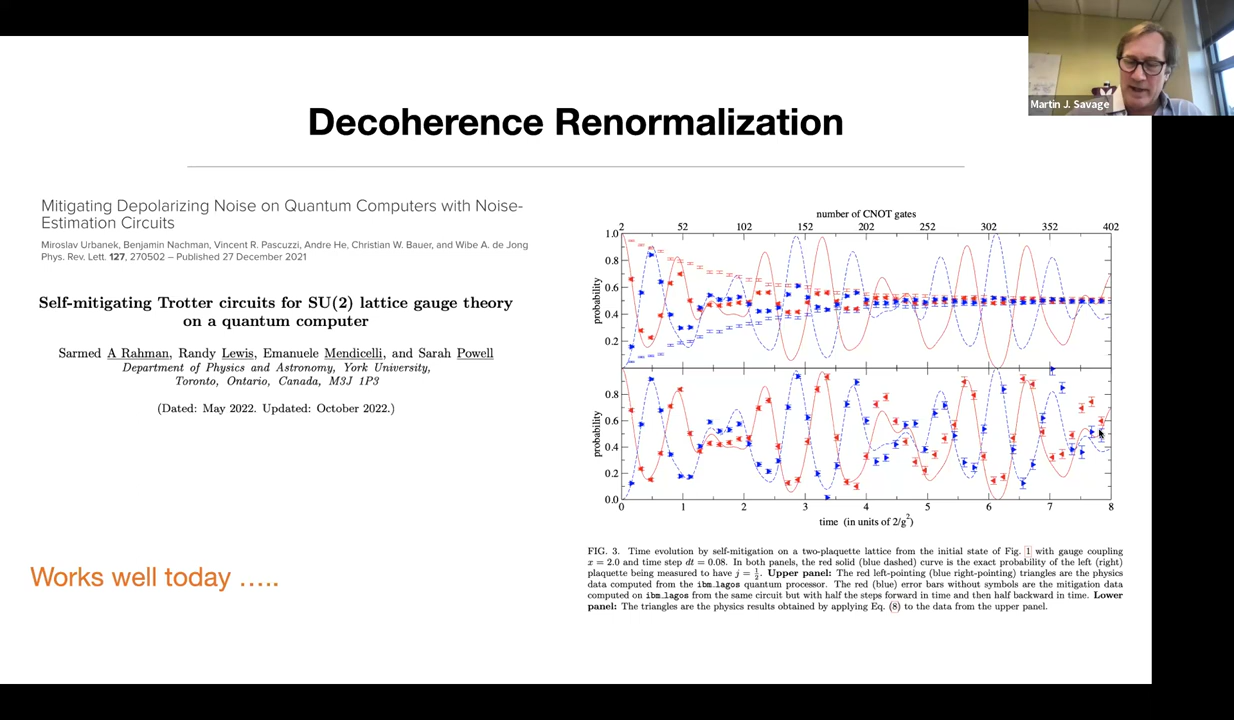 Martin J. Savage
Decoherence Renormalization
Mitigating Depolarizing Noise on Quantum Computers with Noise-
Estimation Circuits
Miroslav Urbanek, Benjamin Nachman, Vincent R. Pascuzzi, Andre He, Christian W. Bauer, and Wibe A. de Jong
Phys. Rev. Lett. 127, 270502 – Published 27 December 2021
Self-mitigating Trotter circuits for SU(2) lattice gauge theory
on a quantum computer
Sarmed A Rahman, Randy Lewis, Emanuele Mendicelli, and Sarah Powell
Department of Physics and Astronomy, York University,
Toronto, Ontario, Canada, M3J 1P3
(Dated: May 2022. Updated: October 2022.)
Works well today …..
number of CNOT gates
2 52 102 152 202 252 302 352 402
1.0
0.8
0.6
0.4
0.2
probability
0.8
0.6
0.4
0.2
0.0
probability
0 1 2 3 4 5 6 7 8
time (in units of 2/g²)
FIG. 3. Time evolution by self-mitigation on a two-plaquette lattice from the initial state of Fig. 1 with gauge coupling
x = 2.0 and time step dt = 0.08. In both panels, the red solid (blue dashed) curve is the exact probability of the left (right)
plaquette being measured to have j = ½. Upper panel: The red left-pointing (blue right-pointing) triangles are the physics
data computed from the ibm_lagos quantum processor. The red (blue) error bars without symbols are the mitigation data
computed on ibm_lagos from the same circuit but with half the steps forward in time and then half backward in time. Lower
panel: The triangles are the physics results obtained by applying Eq. (8) to the data from the upper panel.